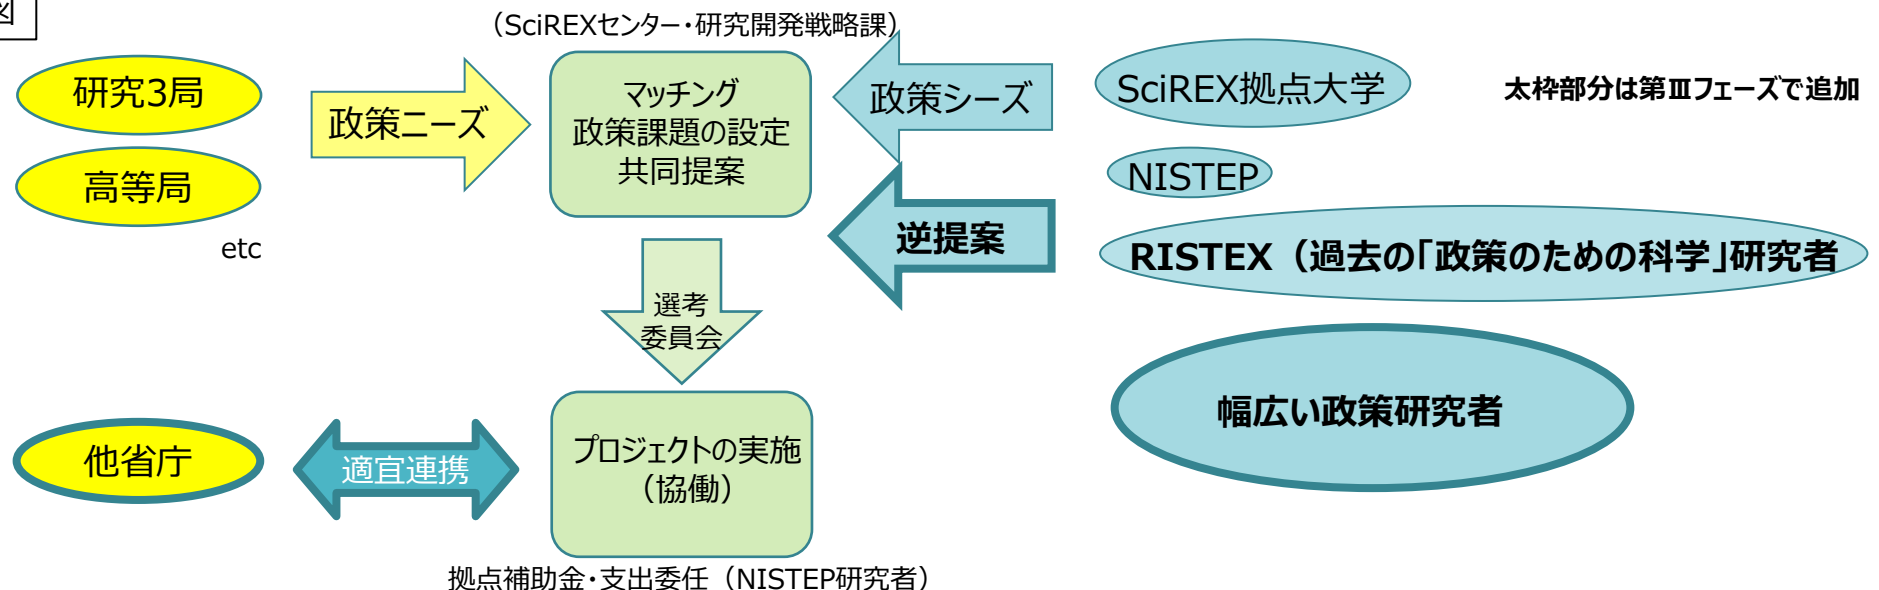 図
(SciREXセンター・研究開発戦略課)
研究3局
高等局
etc
政策ニーズ
マッチング
政策課題の設定
共同提案
政策シーズ
逆提案
SciREX拠点大学
NISTEP
RISTEX（過去の「政策のための科学」研究者
幅広い政策研究者
太枠部分は第Ⅲフェーズで追加
選考
委員会
他省庁
適宜連携
プロジェクトの実施
（協働）
拠点補助金・支出委任（NISTEP研究者）